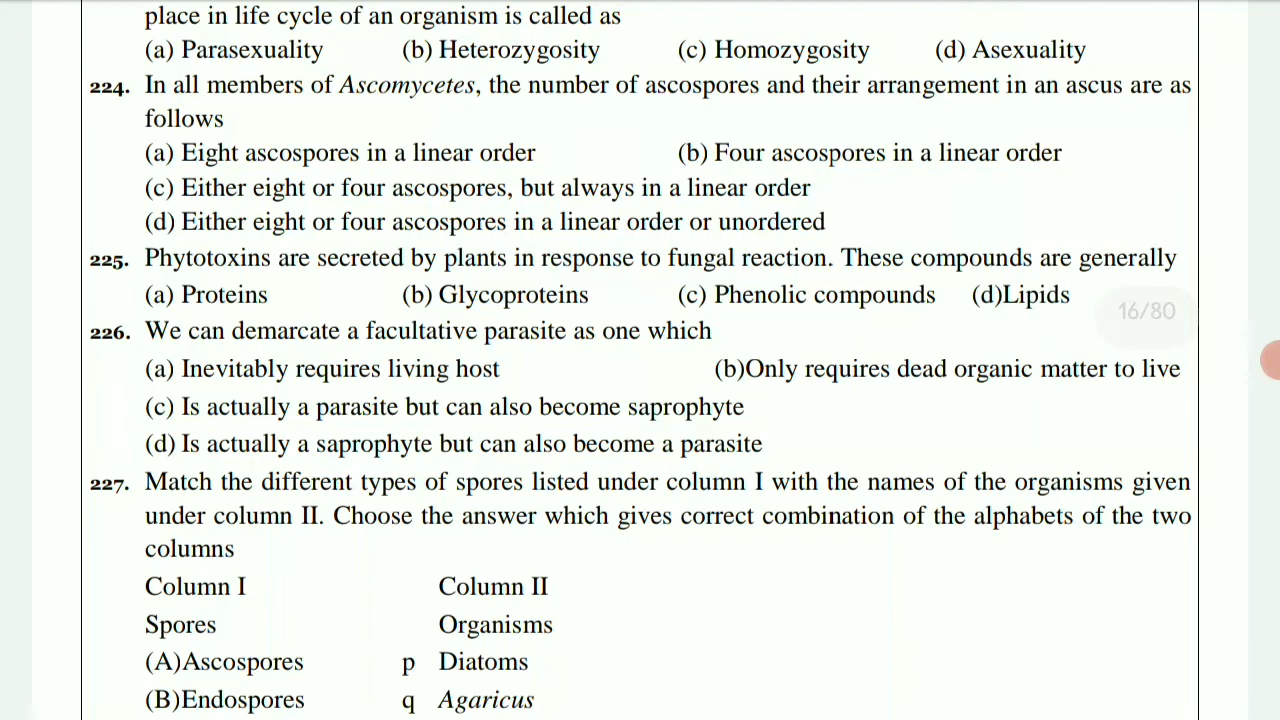 place in life cycle of an organism is called as
(a) Parasexuality (b) Heterozygosity (c) Homozygosity (d) Asexuality
224. In all members of Ascomycetes, the number of ascospores and their arrangement in an ascus are as
follows
(a) Eight ascospores in a linear order (b) Four ascospores in a linear order
(c) Either eight or four ascospores, but always in a linear order
(d) Either eight or four ascospores in a linear order or unordered
225. Phytotoxins are secreted by plants in response to fungal reaction. These compounds are generally
(a) Proteins (b) Glycoproteins (c) Phenolic compounds (d)Lipids
16/80
226. We can demarcate a facultative parasite as one which
(a) Inevitably requires living host (b)Only requires dead organic matter to live
(c) Is actually a parasite but can also become saprophyte
(d) Is actually a saprophyte but can also become a parasite
227. Match the different types of spores listed under column I with the names of the organisms given
under column II. Choose the answer which gives correct combination of the alphabets of the two
columns
Column I Column II
Spores Organisms
(A)Ascospores p Diatoms
(B)Endospores q Agaricus